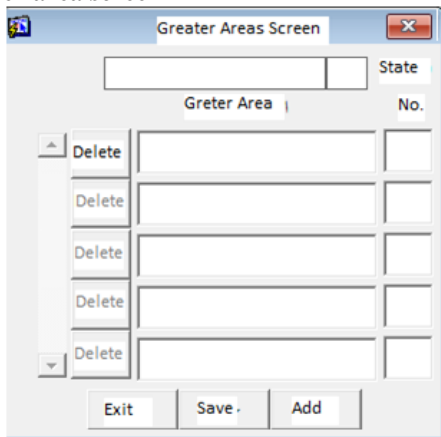 Greater Areas Screen
State
Greter Area No.
Delete
Delete
Delete
Delete
Delete
Exit Save Add